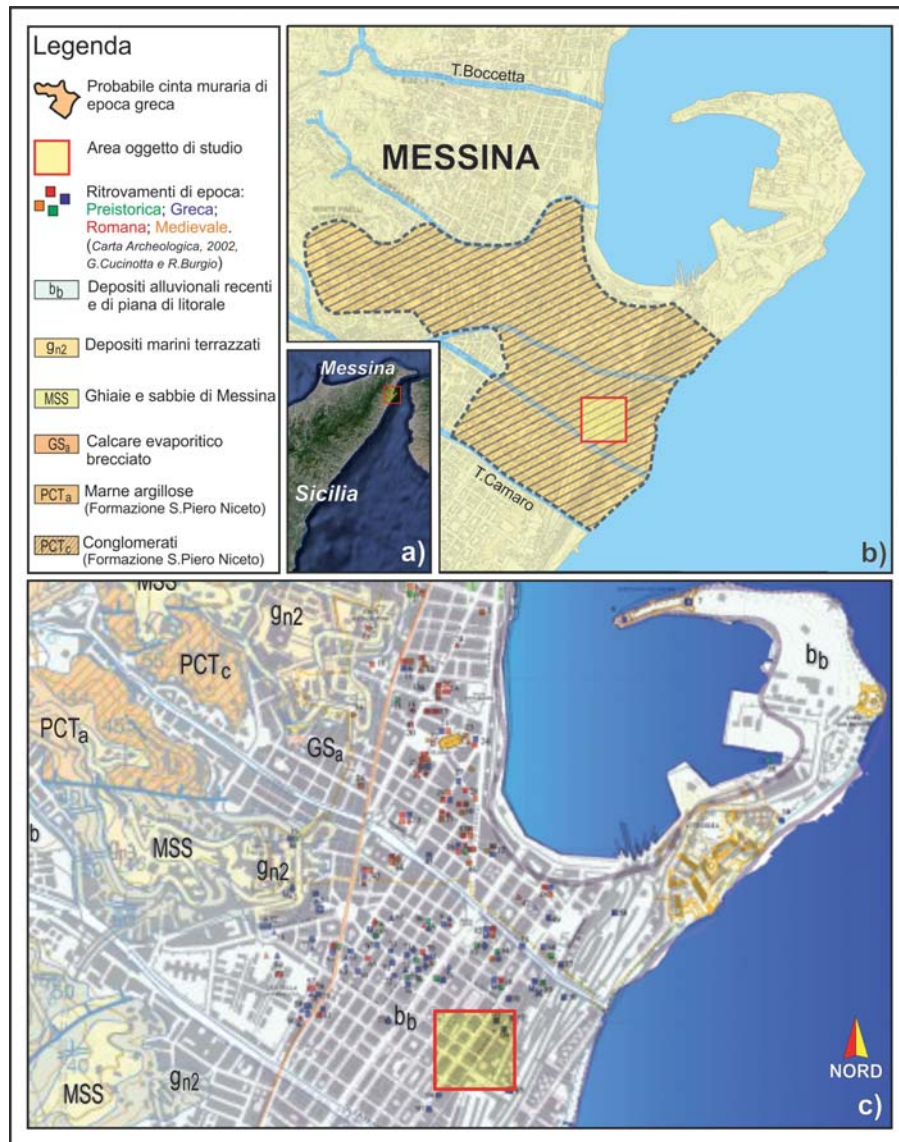 Legenda
Probabile cinta muraria di
epoca greca
Area oggetto di studio
Ritrovamenti di epoca:
Preistorica; Greca;
Romana; Medievale.
(Carta Archeologica, 2002,
G.Cucinotta e R.Burgio)
bb
Depositi alluvionali recenti
e di piana di litorale
gn2
Depositi marini terrazzati
MSS
Ghiaie e sabbie di Messina
GSa
Calcare evaporitico
brecciato
PCTa
Marne argillose
(Formazione S.Piero Niceto)
PCTc
Conglomerati
(Formazione S.Piero Niceto)
T.Boccetta
MESSINA
T.Camaro
b)
Messina
Sicilia
a)
MSS
gn2
PCTc
bb
PCTa
GSa
b
MSS
gn2
bb
gn2
MSS
NORD
c)